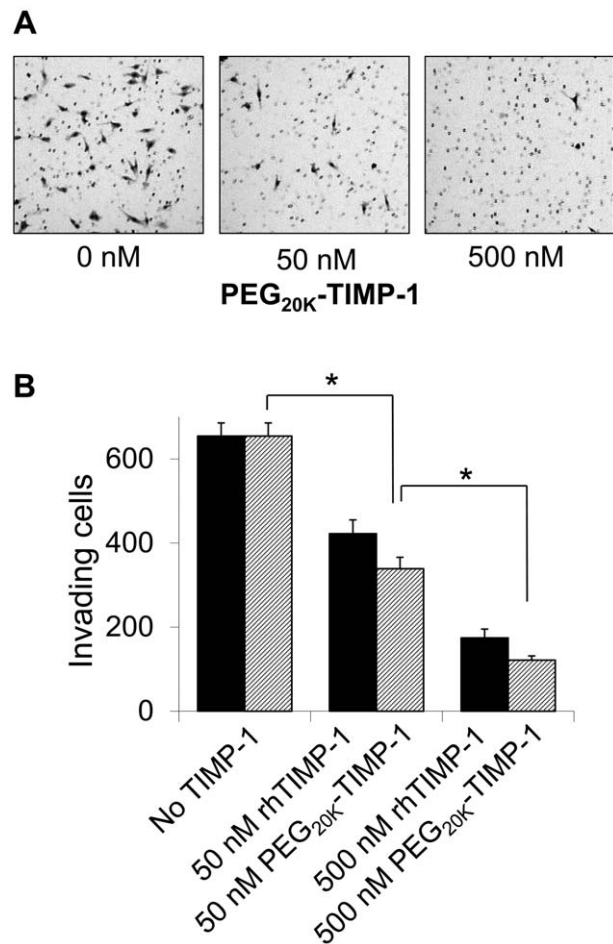 A
0 nM
50 nM
500 nM
PEG20K-TIMP-1
B
*
*
Invading cells
600
400
200
0
No TIMP-1
50 nM rhTIMP-1
50 nM PEG20K-TIMP-1
500 nM rhTIMP-1
500 nM PEG20K-TIMP-1